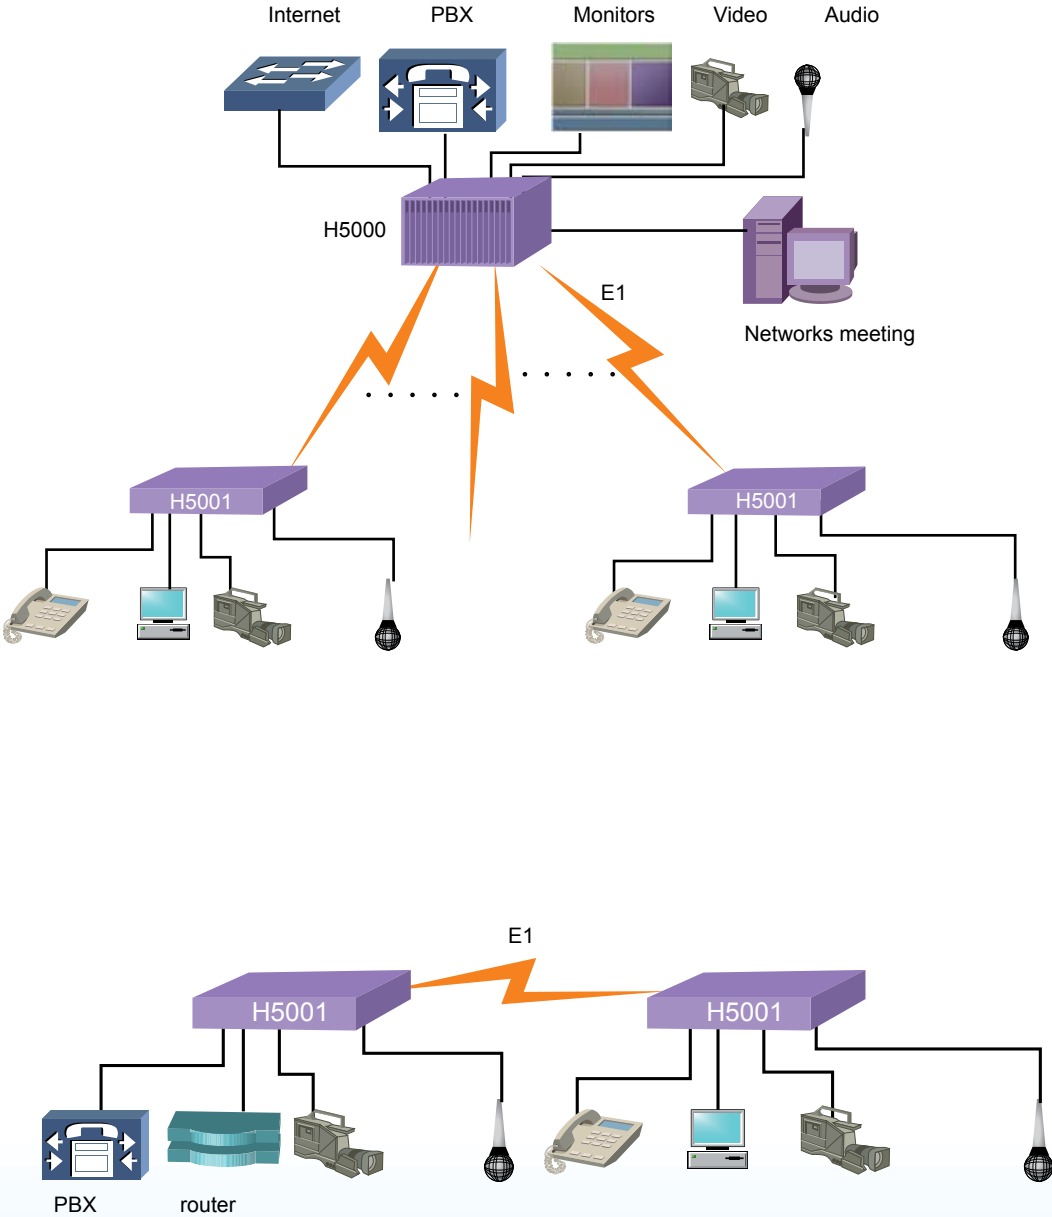 Internet PBX Monitors Video Audio
H5000
E1
Networks meeting
H5001 H5001
E1
H5001 H5001
PBX router